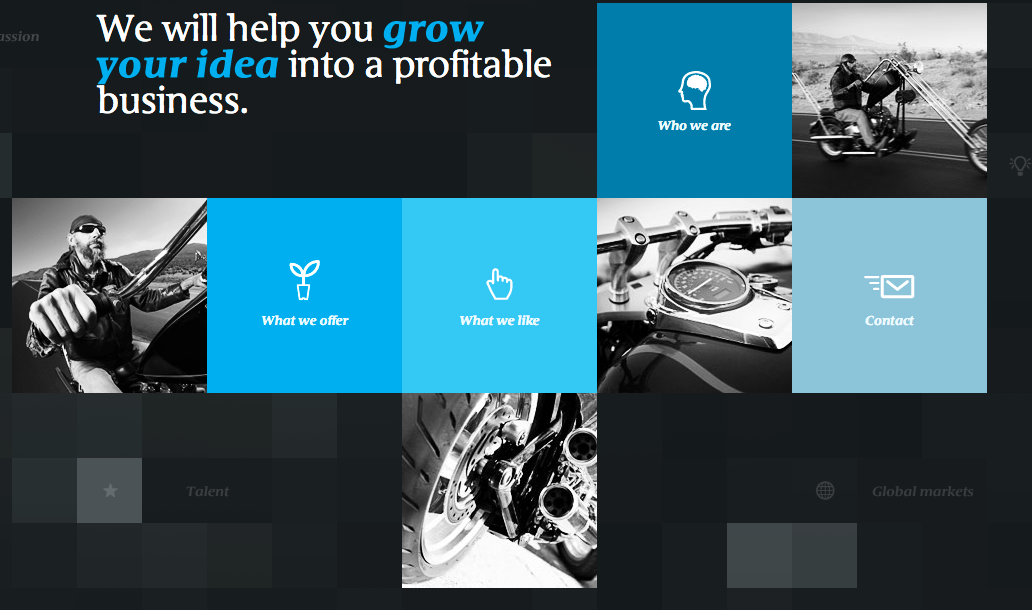 We will help you grow
your idea into a profitable
business.
assion
Who we are
What we offer
What we like
Contact
Talent
Global markets